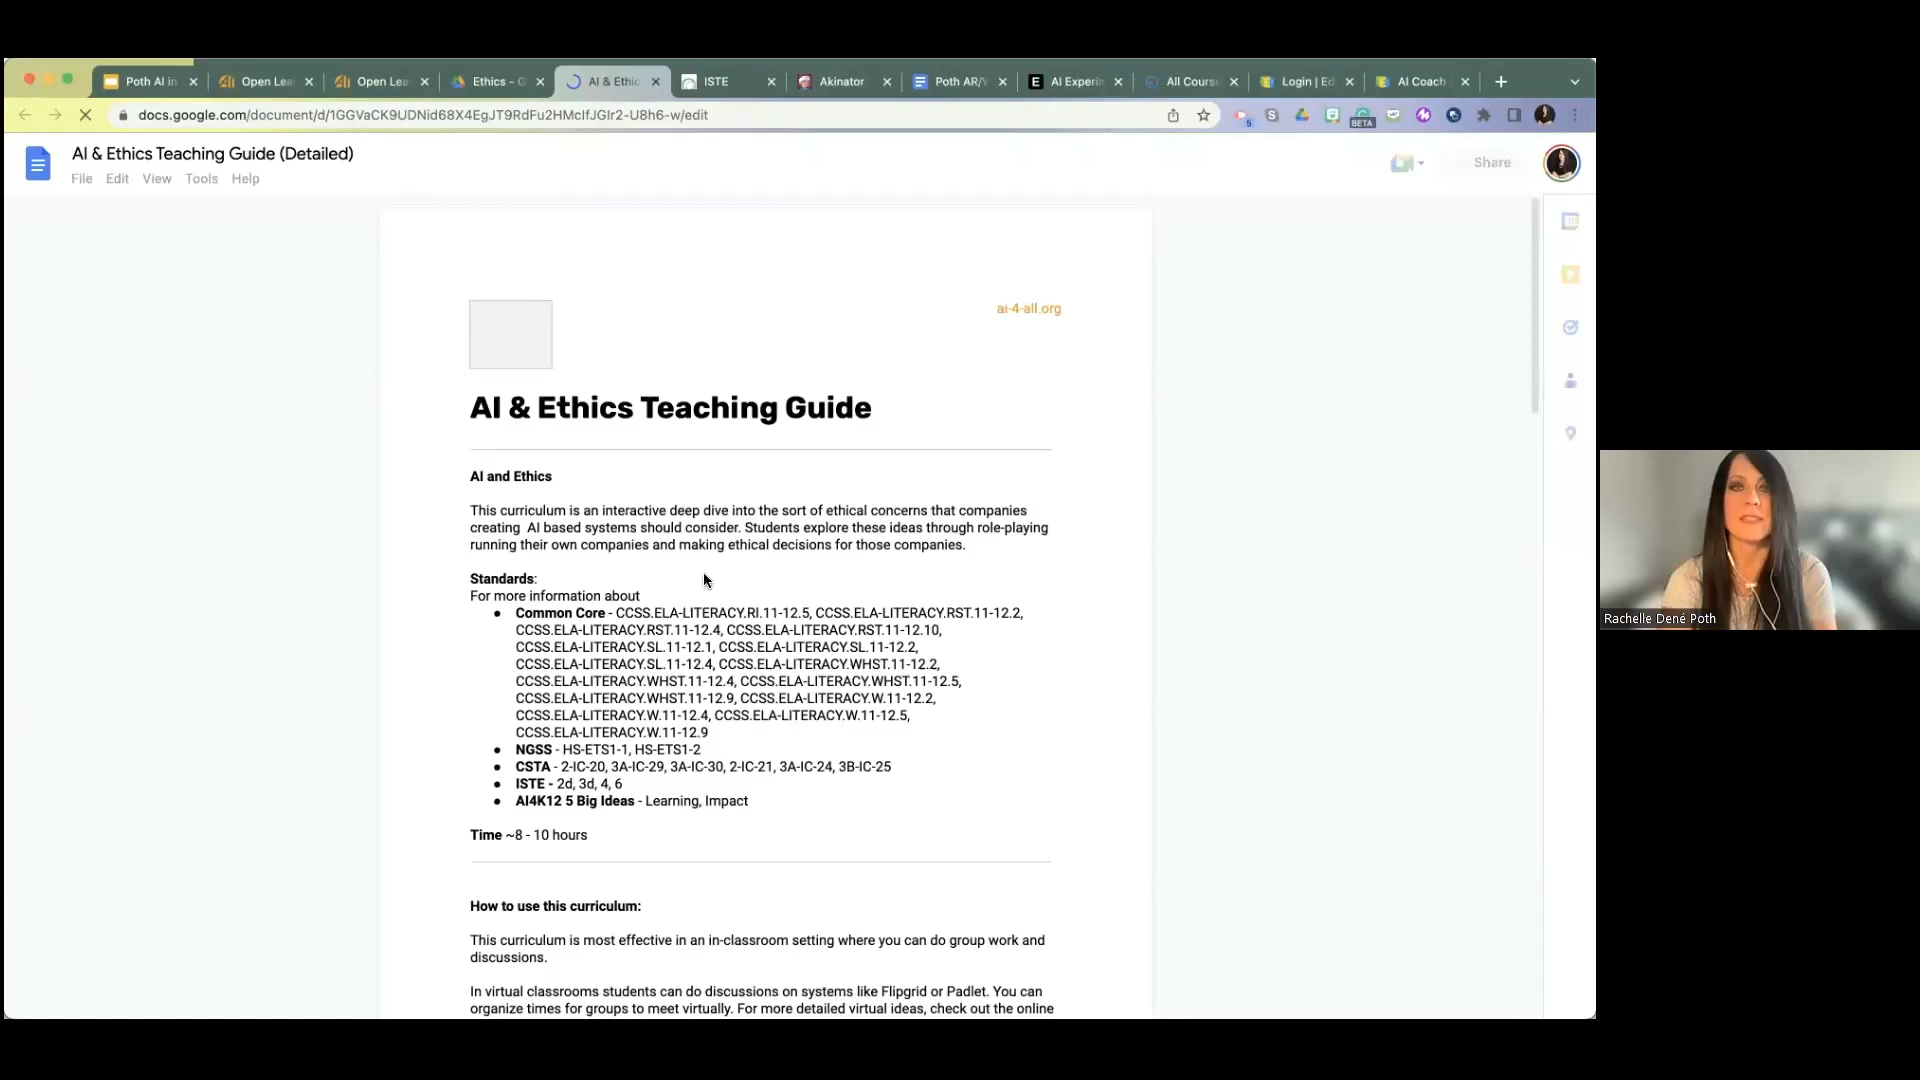 Poth AI in
Open Lea
Open Lea
Ethics - G
AI & Ethic
ISTE
Akinator
Poth AR/V
AI Experim
All Course
Login | Ed
AI Coach
docs.google.com/document/d/1GGVaCK9UDNid68X4EgJT9RdFu2HMcIfJGIr2-U8h6-w/edit
5
BETA
AI & Ethics Teaching Guide (Detailed)
File Edit View Tools Help
Share
ai-4-all.org
AI & Ethics Teaching Guide
AI and Ethics
This curriculum is an interactive deep dive into the sort of ethical concerns that companies
creating AI based systems should consider. Students explore these ideas through role-playing
running their own companies and making ethical decisions for those companies.
Standards:
For more information about
● Common Core - CCSS.ELA-LITERACY.RI.11-12.5, CCSS.ELA-LITERACY.RST.11-12.2,
CCSS.ELA-LITERACY.RST.11-12.4, CCSS.ELA-LITERACY.RST.11-12.10,
CCSS.ELA-LITERACY.SL.11-12.1, CCSS.ELA-LITERACY.SL.11-12.2,
CCSS.ELA-LITERACY.SL.11-12.4, CCSS.ELA-LITERACY.WHST.11-12.2,
CCSS.ELA-LITERACY.WHST.11-12.4, CCSS.ELA-LITERACY.WHST.11-12.5,
CCSS.ELA-LITERACY.WHST.11-12.9, CCSS.ELA-LITERACY.W.11-12.2,
CCSS.ELA-LITERACY.W.11-12.4, CCSS.ELA-LITERACY.W.11-12.5,
CCSS.ELA-LITERACY.W.11-12.9
● NGSS - HS-ETS1-1, HS-ETS1-2
● CSTA - 2-IC-20, 3A-IC-29, 3A-IC-30, 2-IC-21, 3A-IC-24, 3B-IC-25
● ISTE - 2d, 3d, 4, 6
● AI4K12 5 Big Ideas - Learning, Impact
Time ~8 - 10 hours
How to use this curriculum:
This curriculum is most effective in an in-classroom setting where you can do group work and
discussions.
In virtual classrooms students can do discussions on systems like Flipgrid or Padlet. You can
organize times for groups to meet virtually. For more detailed virtual ideas, check out the online
Rachelle Dené Poth